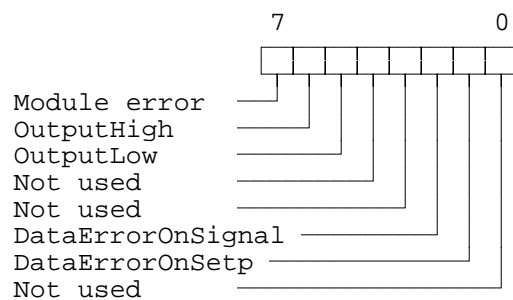 7 0
Module error
OutputHigh
OutputLow
Not used
Not used
DataErrorOnSignal
DataErrorOnSetp
Not used